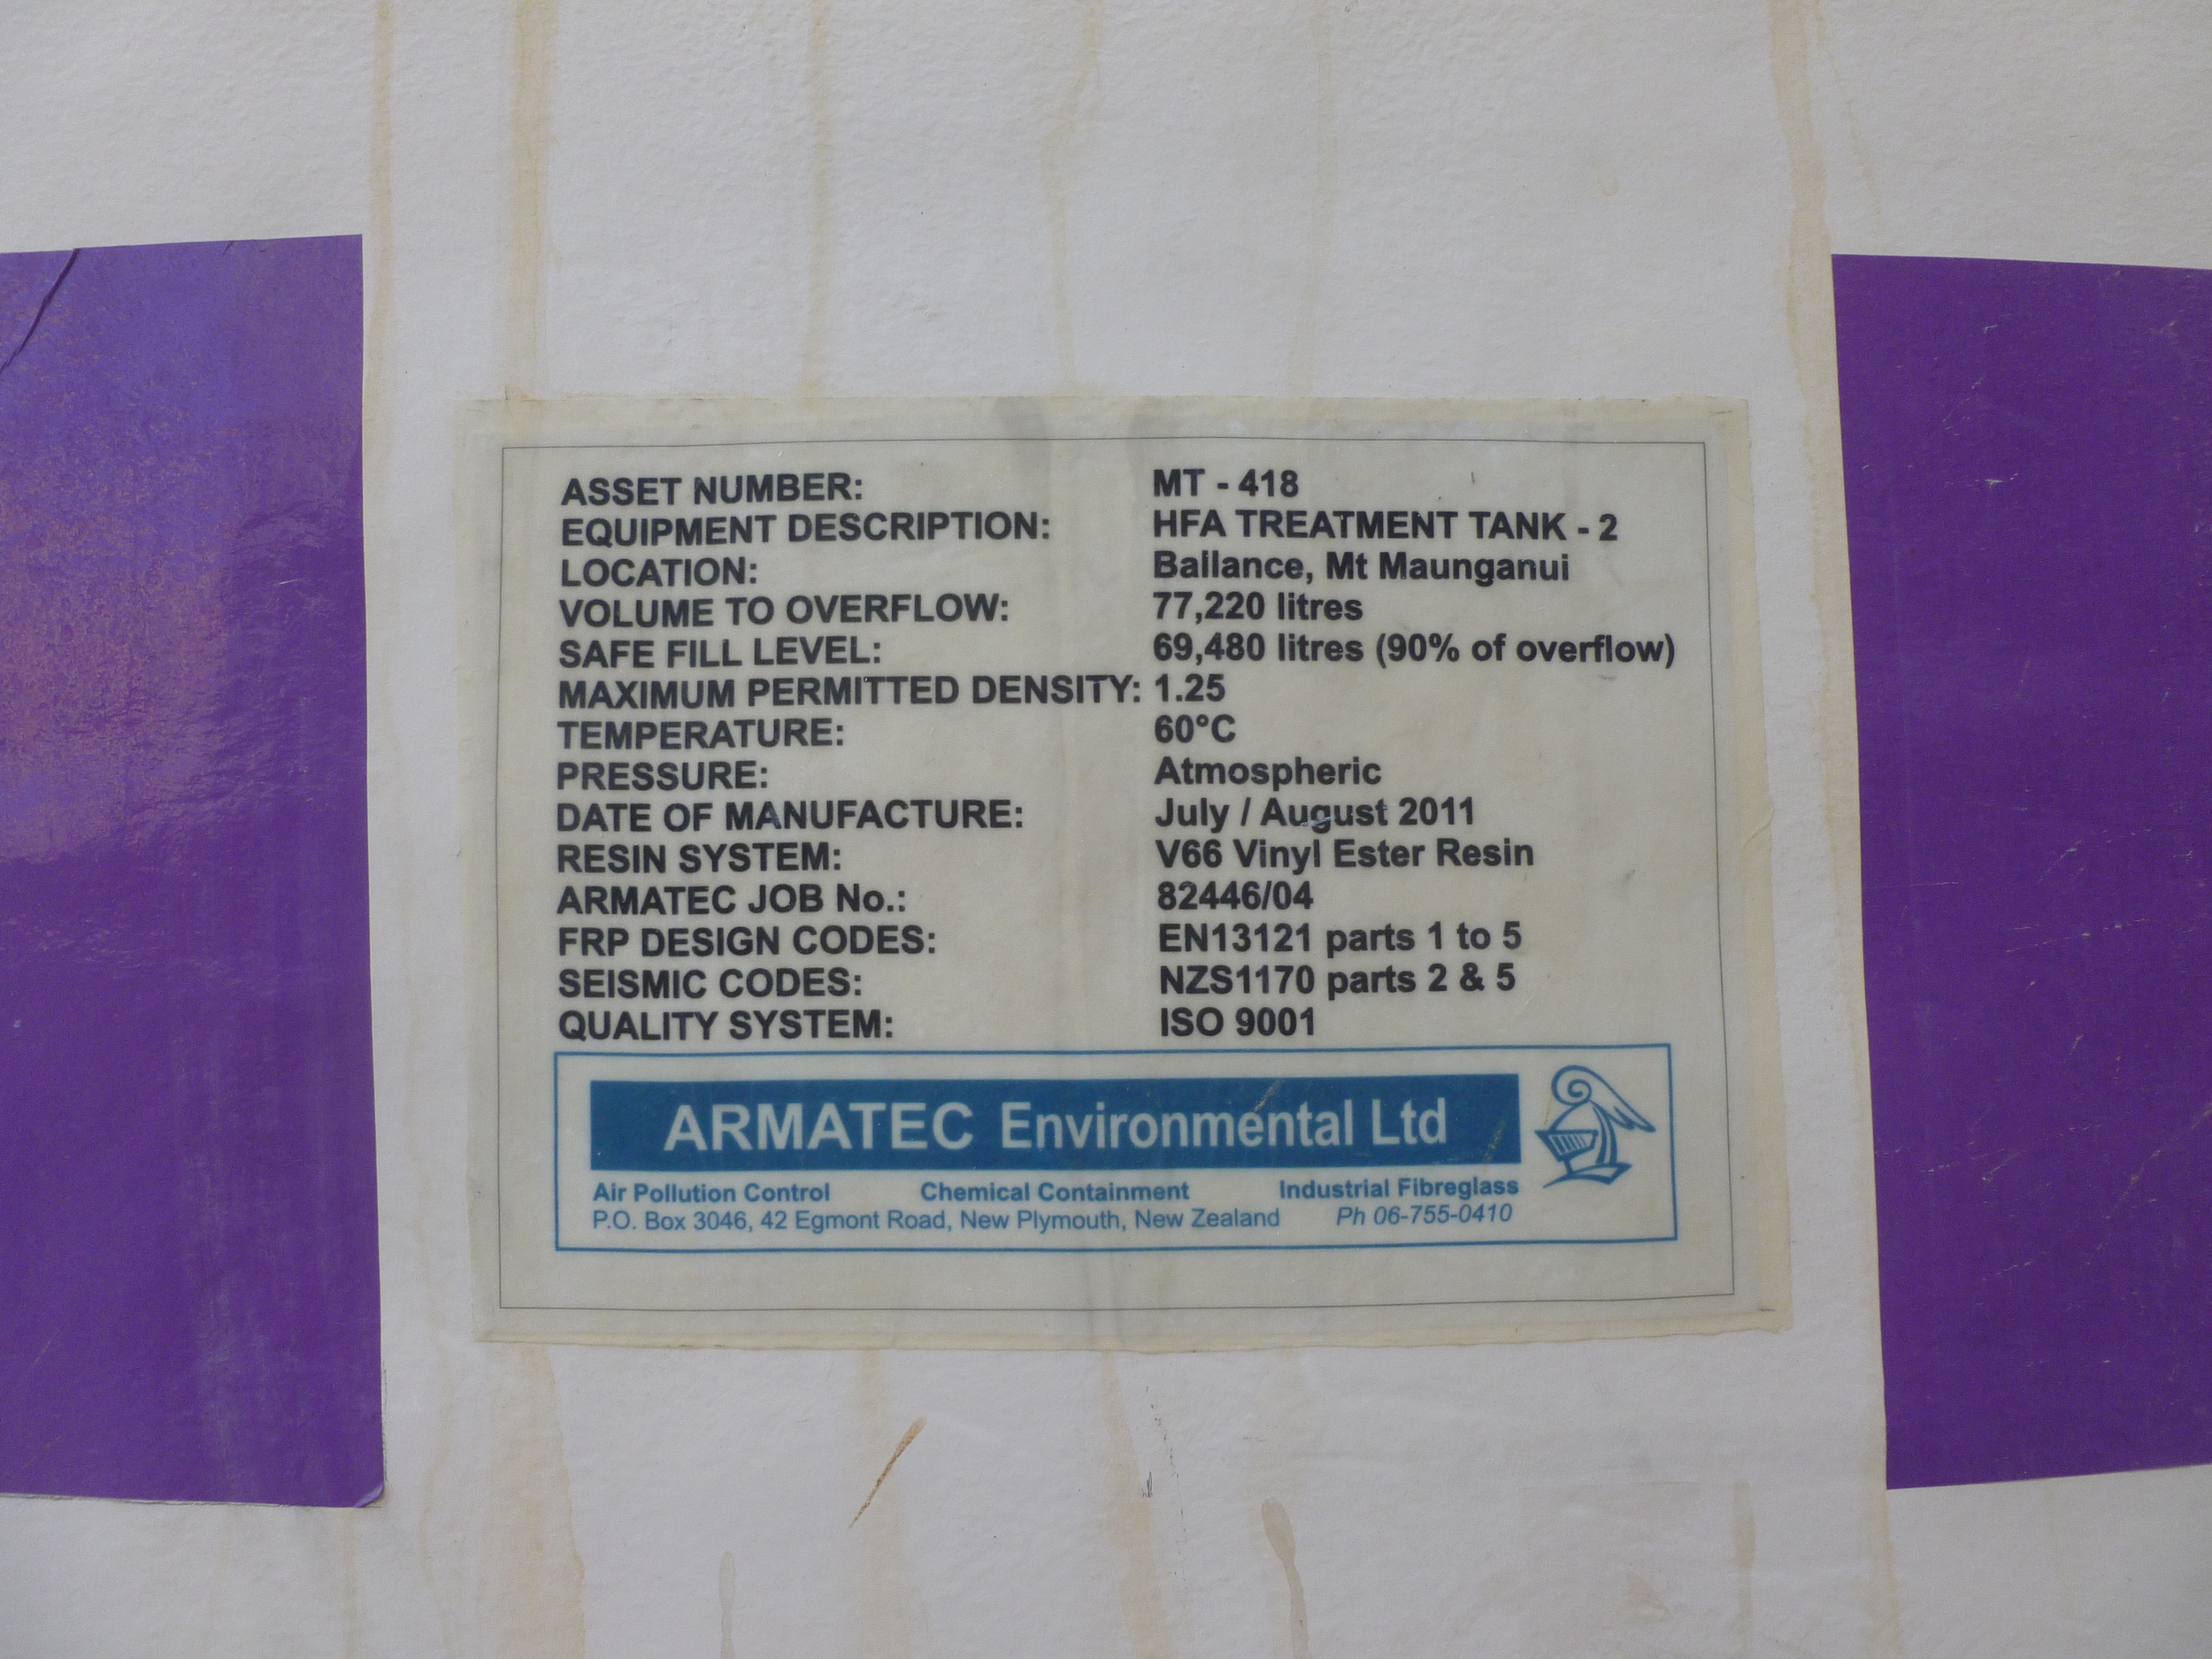 ASSET NUMBER: MT - 418
EQUIPMENT DESCRIPTION: HFA TREATMENT TANK - 2
LOCATION: Ballance, Mt Maunganui
VOLUME TO OVERFLOW: 77,220 litres
SAFE FILL LEVEL: 69,480 litres (90% of overflow)
MAXIMUM PERMITTED DENSITY: 1.25
TEMPERATURE: 60°C
PRESSURE: Atmospheric
DATE OF MANUFACTURE: July / August 2011
RESIN SYSTEM: V66 Vinyl Ester Resin
ARMATEC JOB No.: 82446/04
FRP DESIGN CODES: EN13121 parts 1 to 5
SEISMIC CODES: NZS1170 parts 2 & 5
QUALITY SYSTEM: ISO 9001
ARMATEC Environmental Ltd
Air Pollution Control Chemical Containment Industrial Fibreglass
P.O. Box 3046, 42 Egmont Road, New Plymouth, New Zealand Ph 06-755-0410